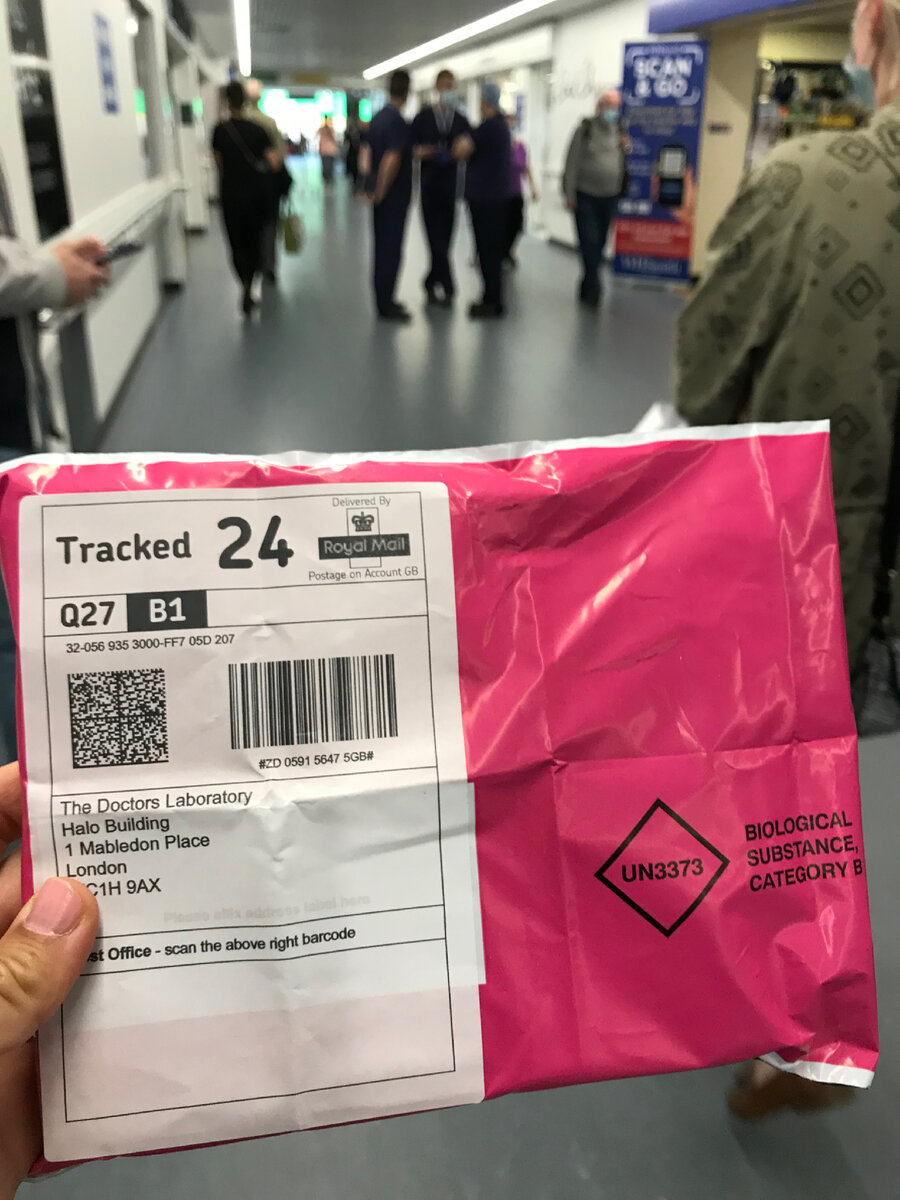 SCAN
& GO
Tracked 24
Delivered By
Royal Mail
Postage on Account GB
Q27 B1
32-056 935 3000-FF7 05D 207
#ZD 0591 5647 5GB#
The Doctors Laboratory
Halo Building
1 Mabledon Place
London
C1H 9AX
Please affix address label here
st Office - scan the above right barcode
UN3373
BIOLOGICAL
SUBSTANCE,
CATEGORY B